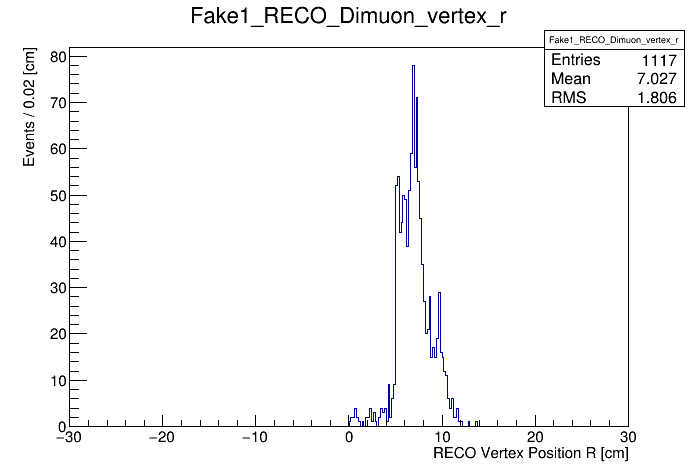 Fake1_RECO_Dimuon_vertex_r
Fake1_RECO_Dimuon_vertex_r
Entries 1117
Mean 7.027
RMS 1.806
Events / 0.02 [cm]
80
70
60
50
40
30
20
10
0
−30 −20 −10 0 10 20 30
RECO Vertex Position R [cm]